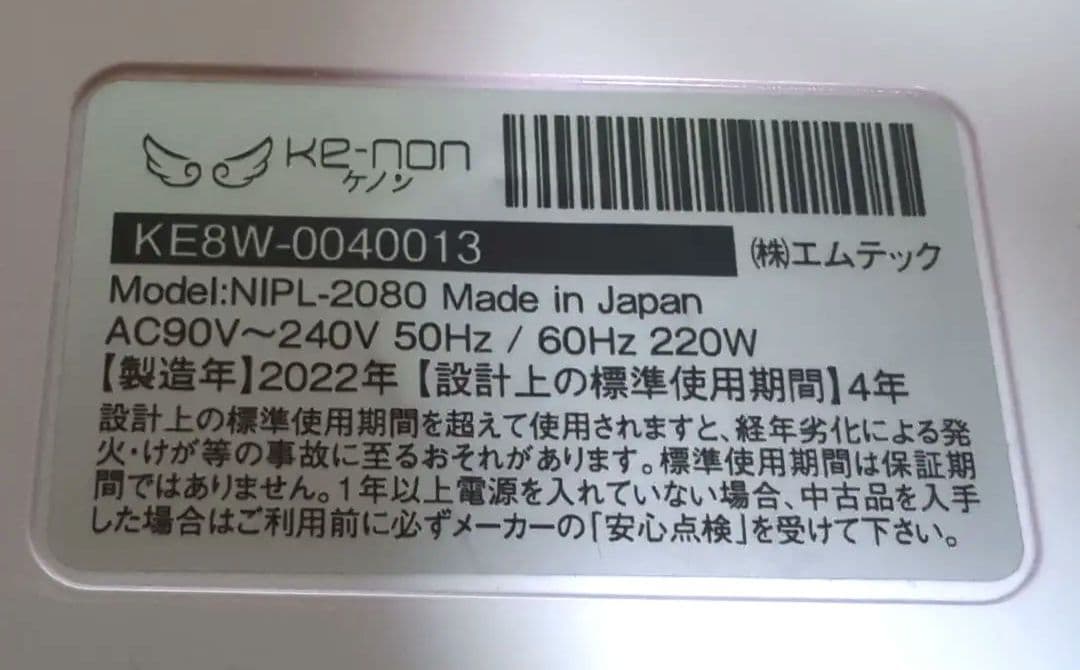 ke-non
ケノン
KE8W-0040013
㈱エムテック
Model:NIPL-2080 Made in Japan
AC90V～240V 50Hz / 60Hz 220W
【製造年】2022年【設計上の標準使用期間】4年
設計上の標準使用期間を超えて使用されますと、経年劣化による発
火・けが等の事故に至るおそれがあります。標準使用期間は保証期
間ではありません。1年以上電源を入れていない場合、中古品を入手
した場合はご利用前に必ずメーカーの「安心点検」を受けて下さい。